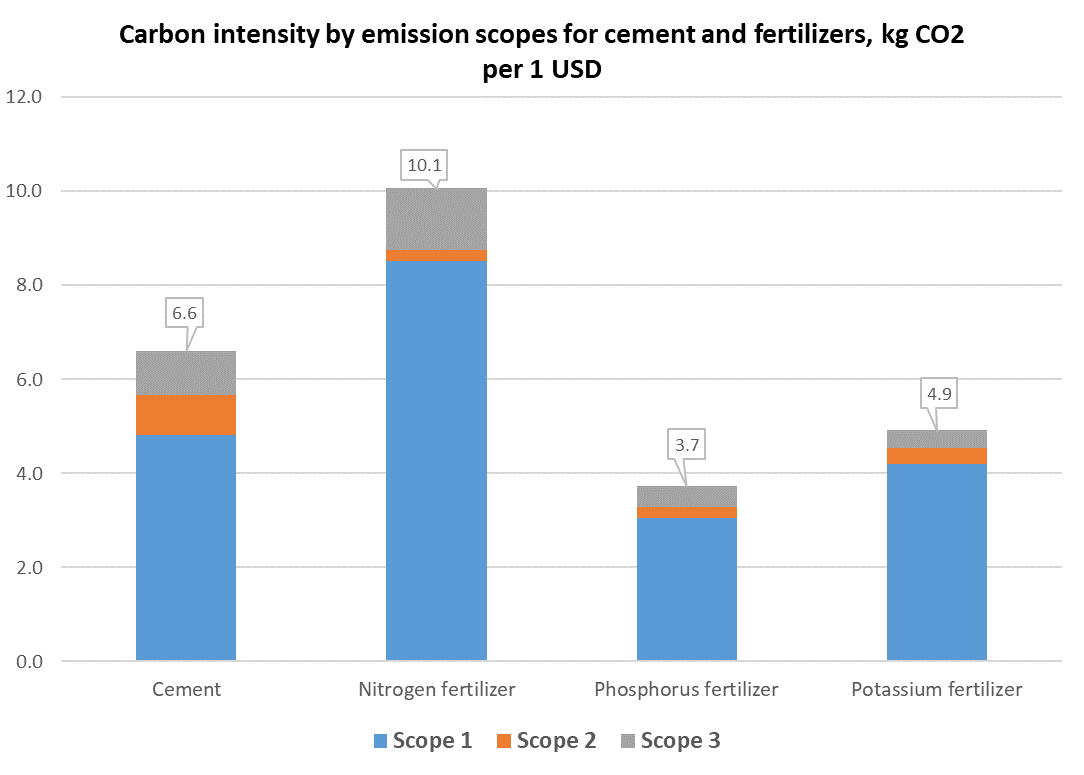 Carbon intensity by emission scopes for cement and fertilizers, kg CO2
per 1 USD
12.0
10.0
8.0
6.0
4.0
2.0
0.0
6.6
10.1
3.7
4.9
Cement
Nitrogen fertilizer
Phosphorus fertilizer
Potassium fertilizer
Scope 1
Scope 2
Scope 3